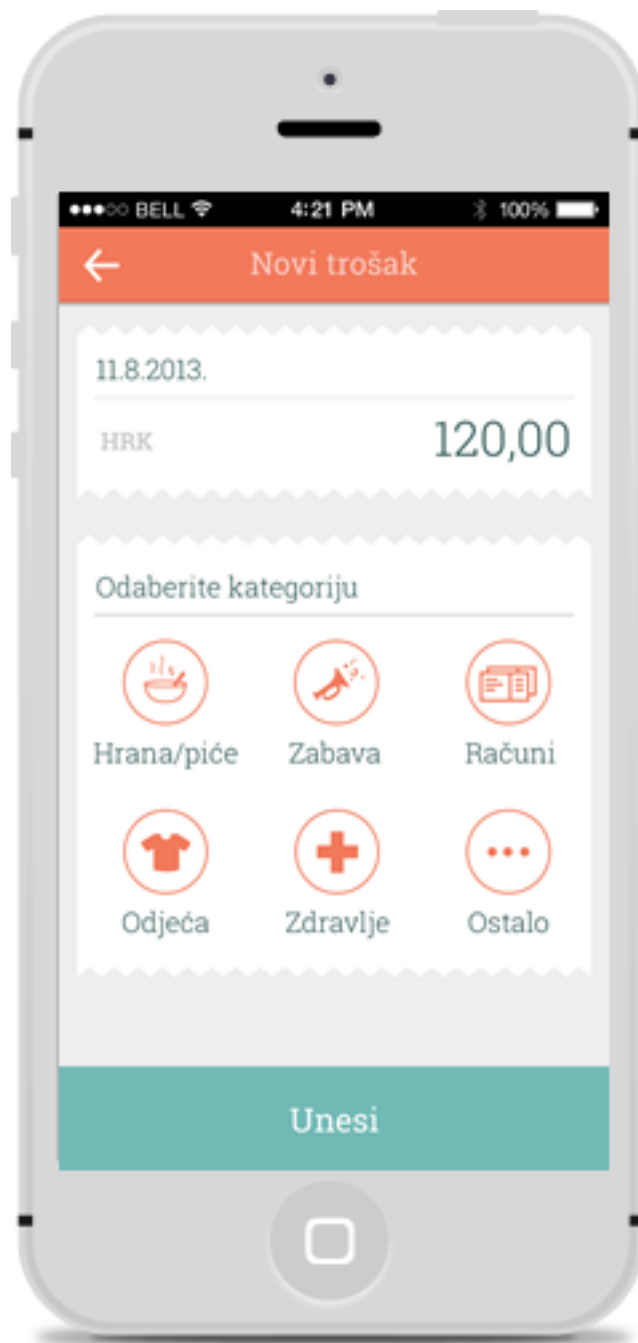 BELL 4:21 PM 100%
Novi trošak
11.8.2013.
HRK 120,00
Odaberite kategoriju
Hrana/piće Zabava Računi
Odjeća Zdravlje Ostalo
Unesi